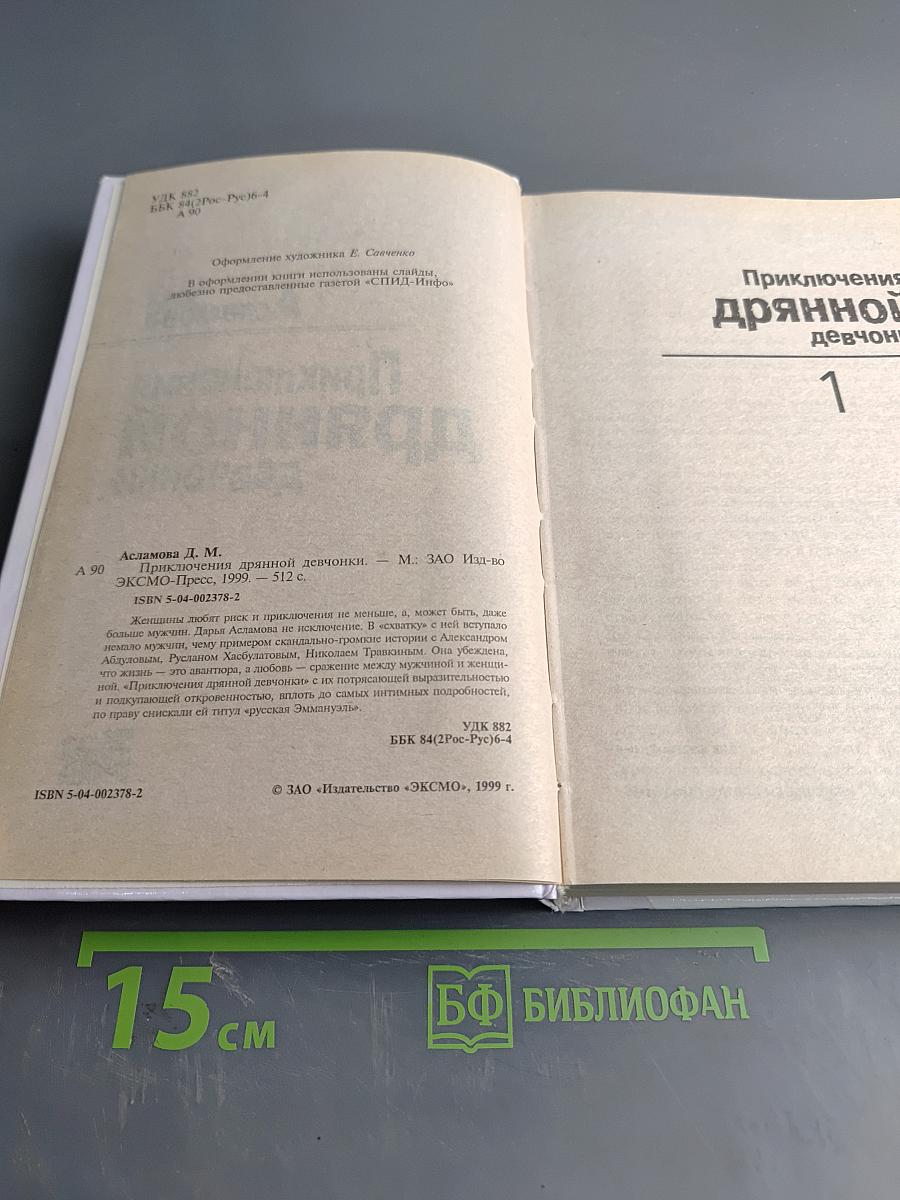 УДК 882
ББК 84(2Рос-Рус)6-4
А 90
Оформление художника Е. Савченко
В оформлении книги использованы слайды,
любезно предоставленные газетой «СПИД-Инфо»
Асламова Д. М.
А 90 Приключения дрянной девчонки. — М.: ЗАО Изд-во
ЭКСМО-Пресс, 1999. — 512 с.
ISBN 5-04-002378-2
Женщины любят риск и приключения не меньше, а, может быть, даже
больше мужчин. Дарья Асламова не исключение. В «схватку» с ней вступало
немало мужчин, чему примером скандально-громкие истории с Александром
Абдуловым, Русланом Хасбулатовым, Николаем Травкиным. Она убеждена,
что жизнь — это авантюра, а любовь — сражение между мужчиной и женщи-
ной. «Приключения дрянной девчонки» с их потрясающей выразительностью
и подкупающей откровенностью, вплоть до самых интимных подробностей,
по праву снискали ей титул «русская Эммануэль».
УДК 882
ББК 84(2Рос-Рус)6-4
ISBN 5-04-002378-2 © ЗАО «Издательство «ЭКСМО», 1999 г.
Приключения
дрянной
девчон
1
15 см
БФ БИБЛИОФАН